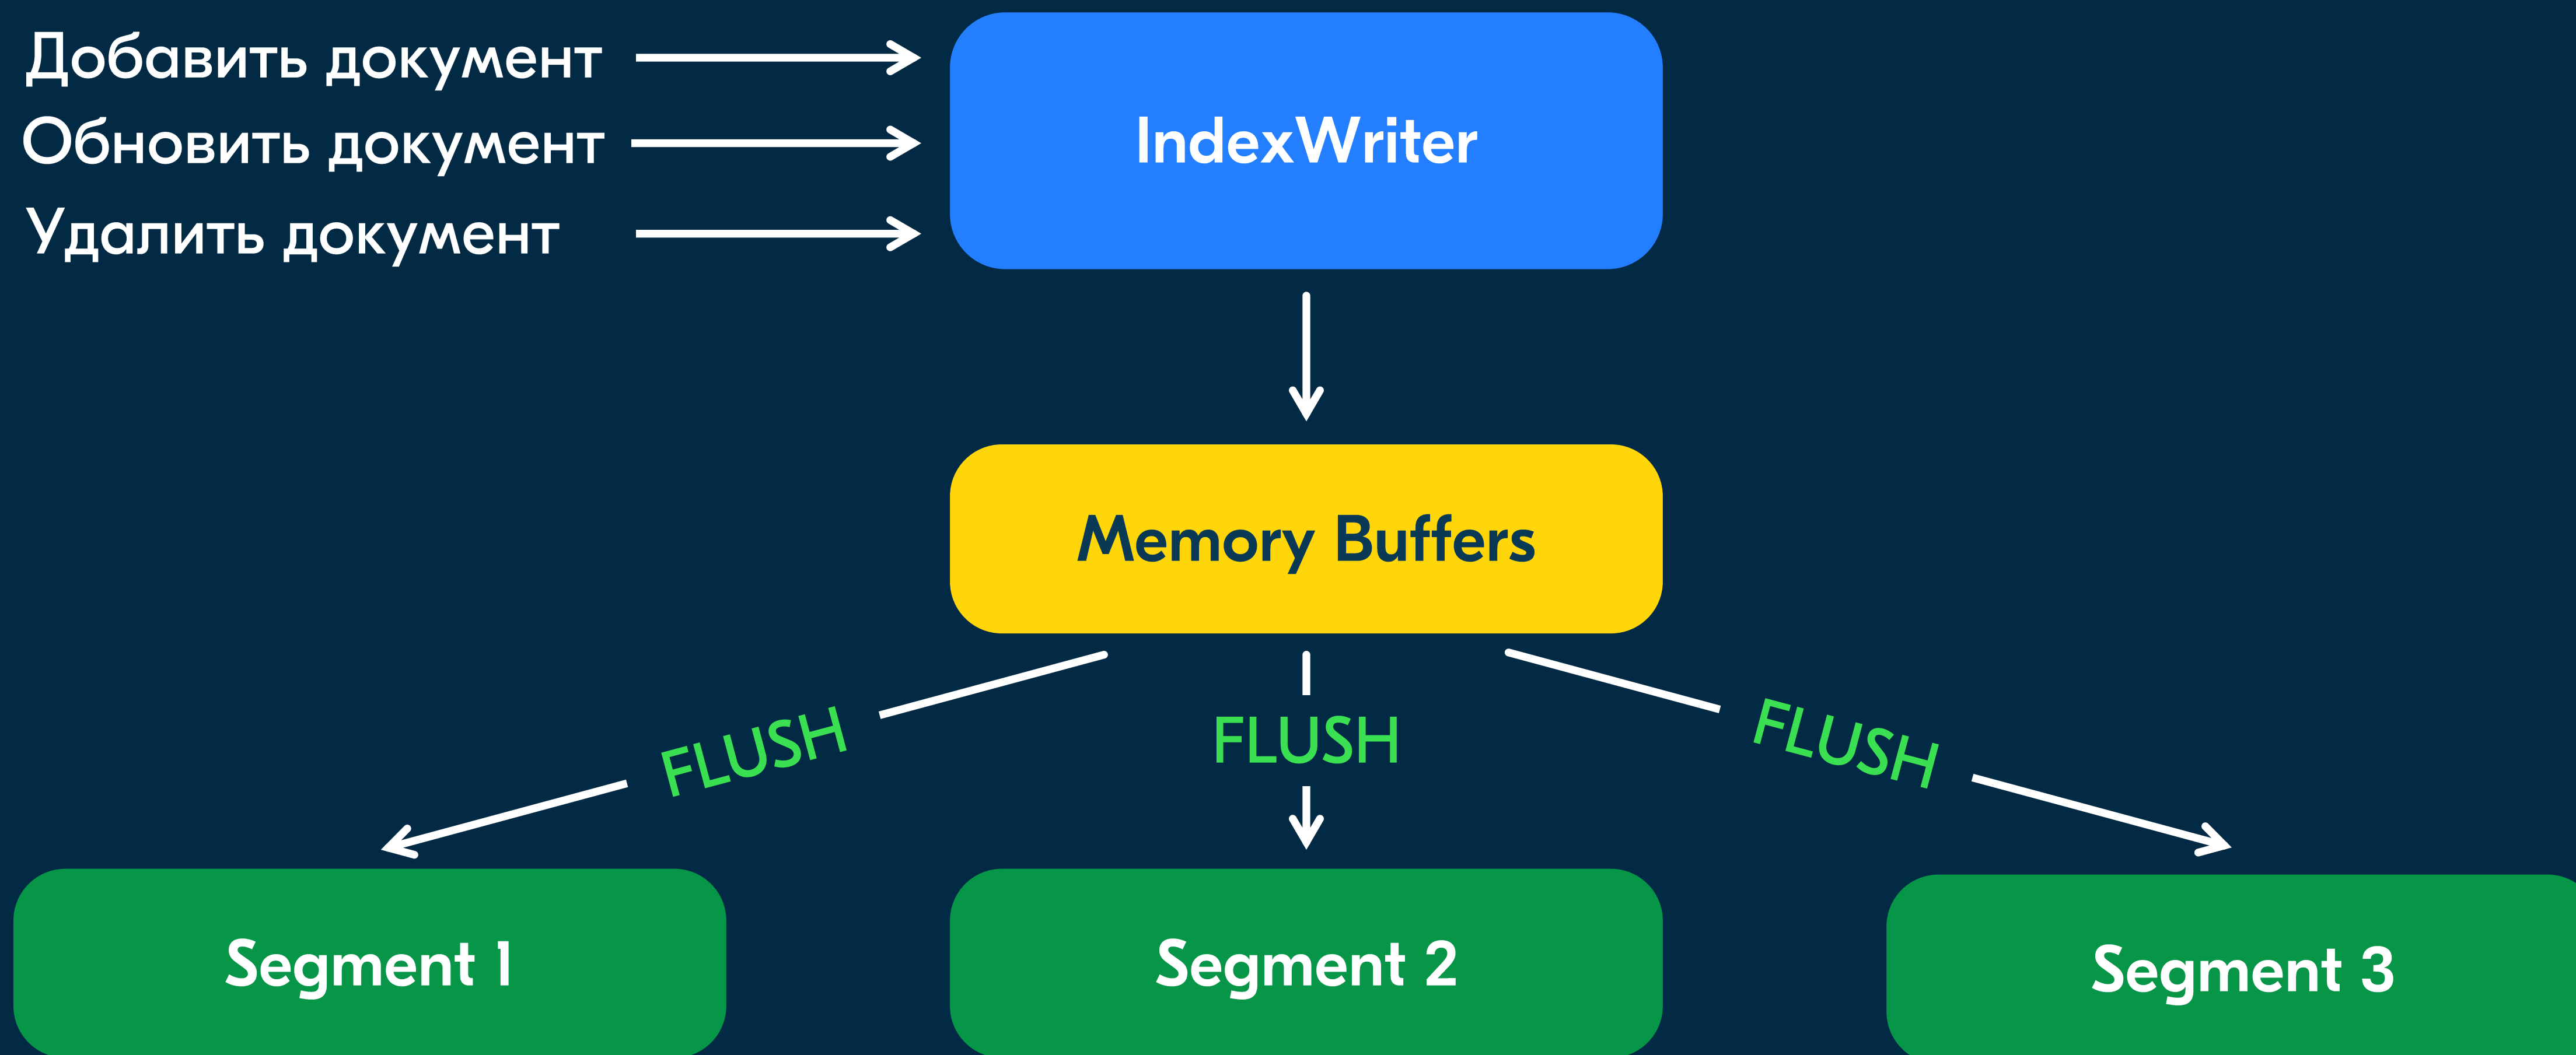 Добавить документ
Обновить документ
Удалить документ
IndexWriter
Memory Buffers
FLUSH
FLUSH
FLUSH
Segment 1
Segment 2
Segment 3